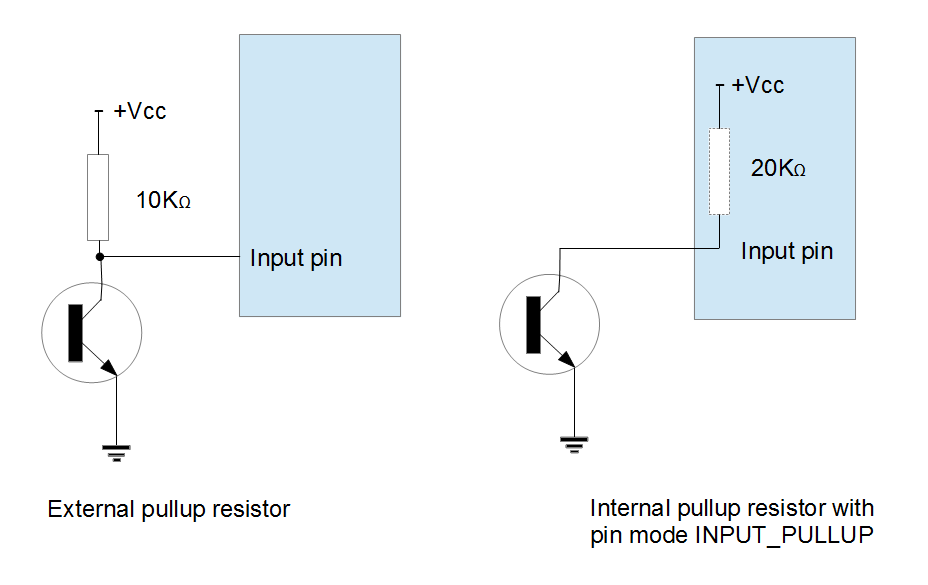 +Vcc
10KΩ
Input pin
External pullup resistor
+Vcc
20KΩ
Input pin
Internal pullup resistor with
pin mode INPUT_PULLUP